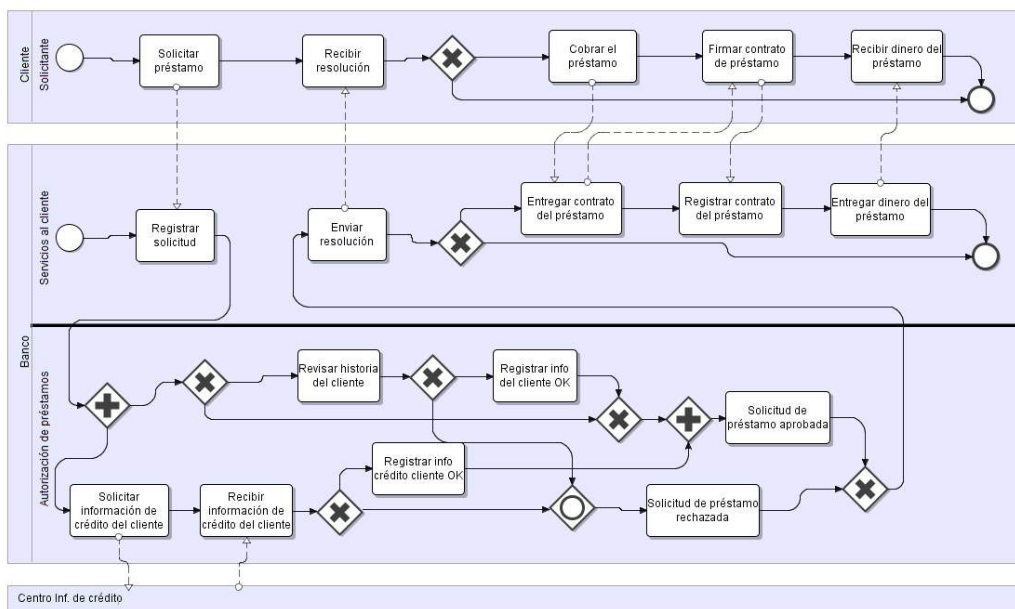 Cliente
Solicitante
Solicitar
préstamo
Recibir
resolución
Cobrar el
préstamo
Firmar contrato
de préstamo
Recibir dinero del
préstamo
Banco
Servicios al cliente
Registrar
solicitud
Enviar
resolución
Entregar contrato
del préstamo
Registrar contrato
del préstamo
Entregar dinero del
préstamo
Autorización de préstamos
Revisar historia
del cliente
Registrar info
del cliente OK
Solicitud de
préstamo aprobada
Registrar info
crédito cliente OK
Solicitar
información de
crédito del cliente
Recibir
información de
crédito del cliente
Solicitud de préstamo
rechazada
Centro Inf. de crédito